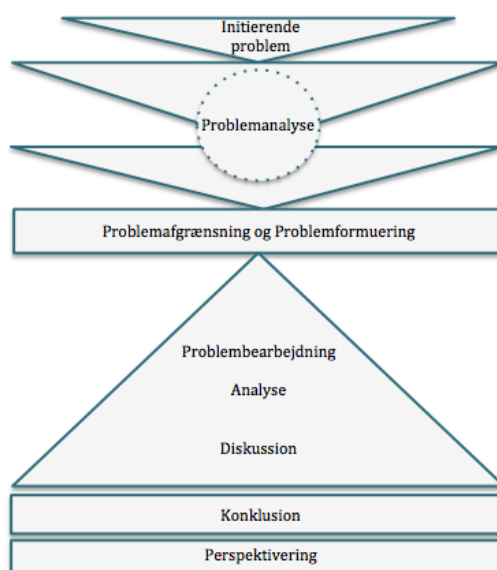 Initierende
problem
Problemanalyse
Problemafgrænsning og Problemformuering
Problembearbejdning
Analyse
Diskussion
Konklusion
Perspektivering